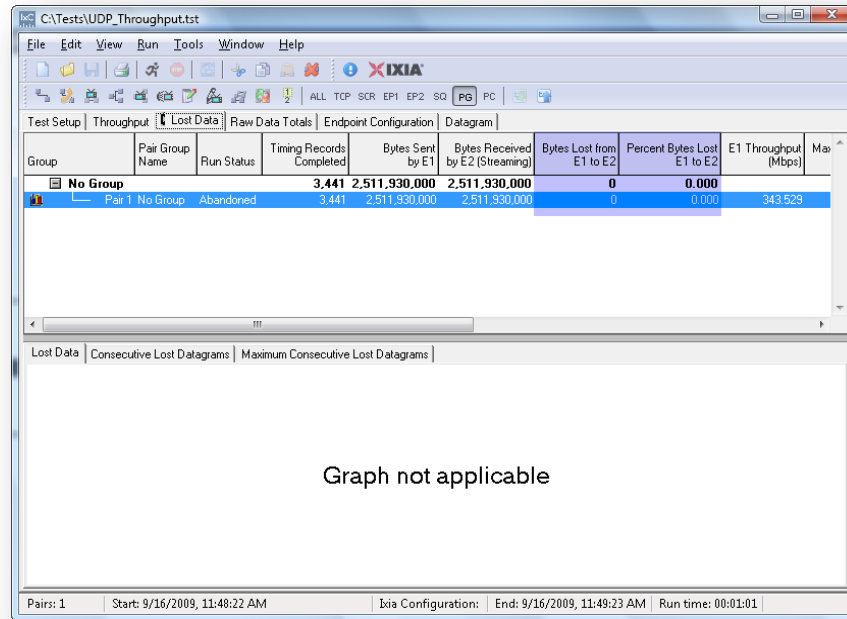 C:\Tests\UDP_Throughput.tst
File Edit View Run Tools Window Help
XIXIA
ALL TCP SCR EP1 EP2 SQ PG PC
Test Setup Throughput Lost Data Raw Data Totals Endpoint Configuration Datagram
Group Pair Group Name Run Status Timing Records Completed Bytes Sent by E1 Bytes Received by E2 (Streaming) Bytes Lost from E1 to E2 Percent Bytes Lost E1 to E2 E1 Throughput (Mbps) Max
No Group 3,441 2,511,930,000 2,511,930,000 0 0.000
Pair 1 No Group Abandoned 3,441 2,511,930,000 2,511,930,000 0 0.000 343.529
Lost Data Consecutive Lost Datagrams Maximum Consecutive Lost Datagrams
Graph not applicable
Pairs: 1 Start: 9/16/2009, 11:48:22 AM Ixia Configuration: End: 9/16/2009, 11:49:23 AM Run time: 00:01:01